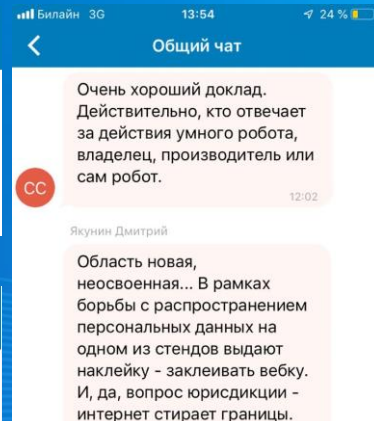 Билайн 3G 13:54 24 %
Общий чат
Очень хороший доклад.
Действительно, кто отвечает
за действия умного робота,
владелец, производитель или
сам робот.
СС
12:02
Якунин Дмитрий
Область новая,
неосвоенная... В рамках
борьбы с распространением
персональных данных на
одном из стендов выдают
наклейку - заклеивать вебку.
И, да, вопрос юрисдикции -
интернет стирает границы.